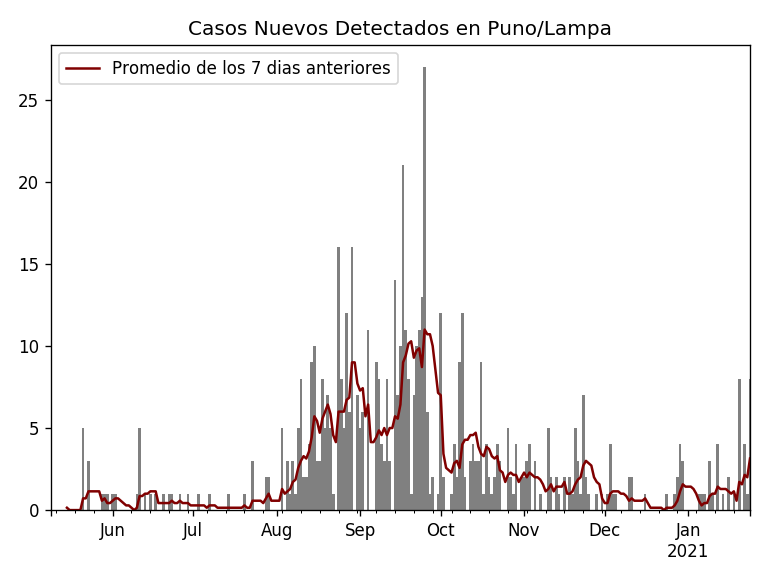 Casos Nuevos Detectados en Puno/Lampa
Promedio de los 7 dias anteriores
25
20
15
10
5
0
Jun Jul Aug Sep Oct Nov Dec Jan
2021